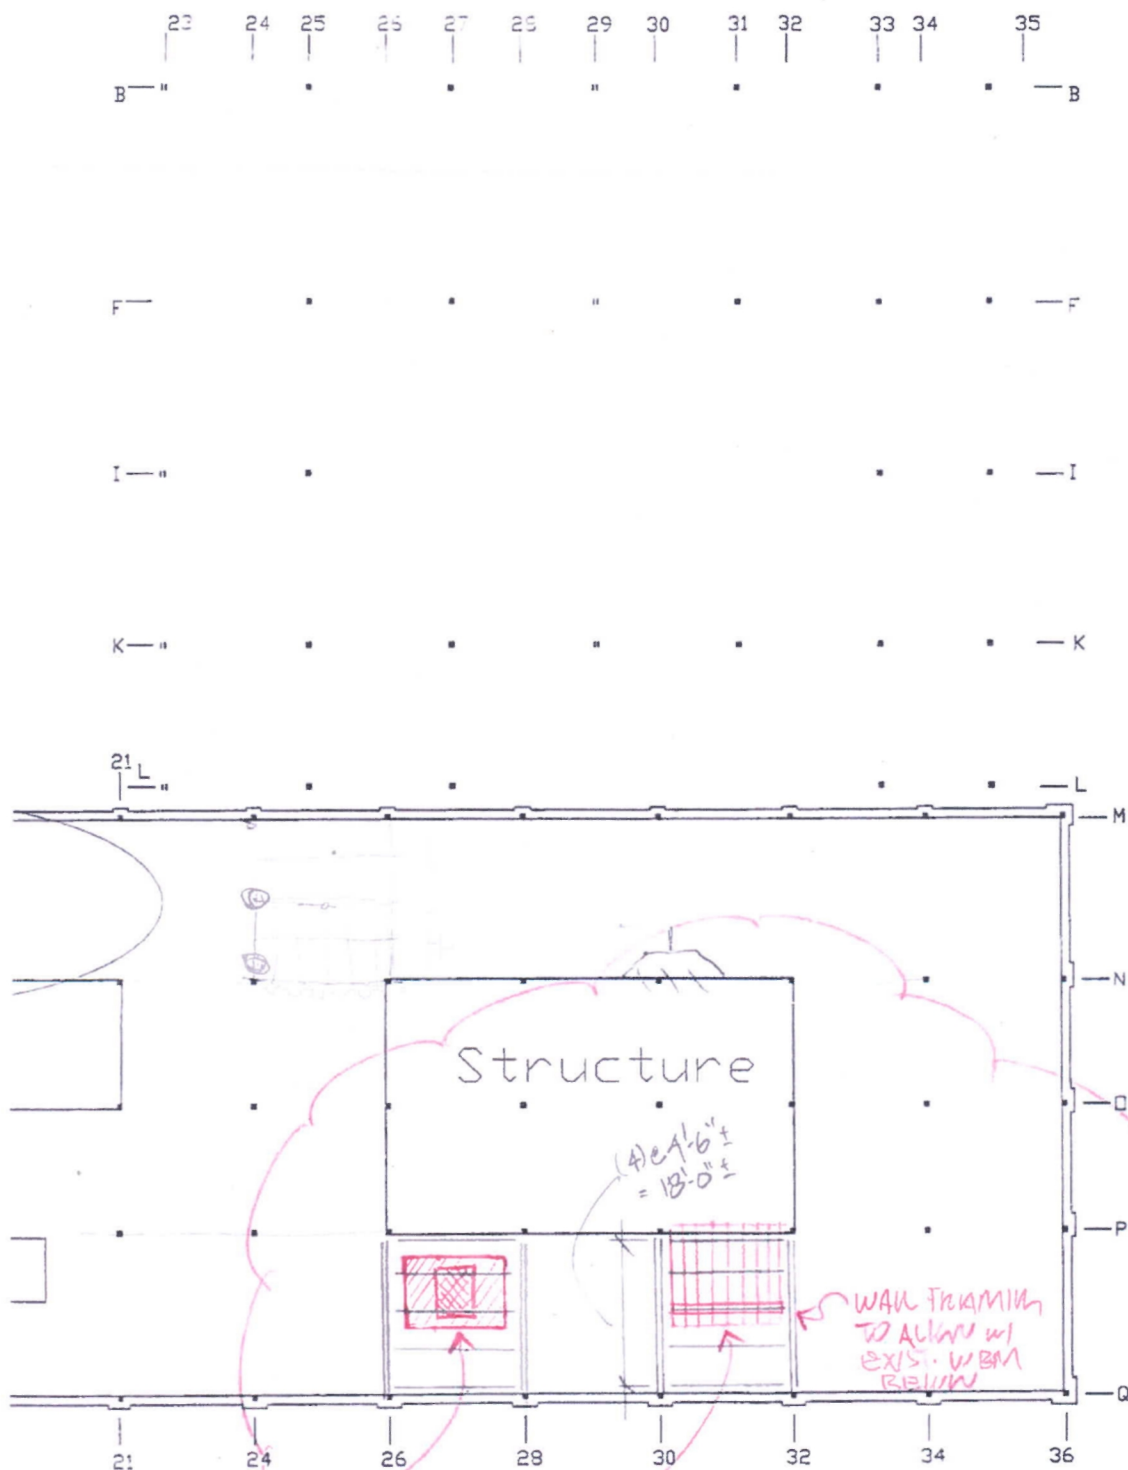 23 24 25 26 27 28 29 30 31 32 33 34 35
B B
F F
I I
K K
21 L L
M
N
Structure
O
(4) @ 4'-6" ±
= 18'-0" ±
P
WALL FRAMING
TO ALIGN W/
EXIST. WBM
BELOW
Q
21 24 26 28 30 32 34 36